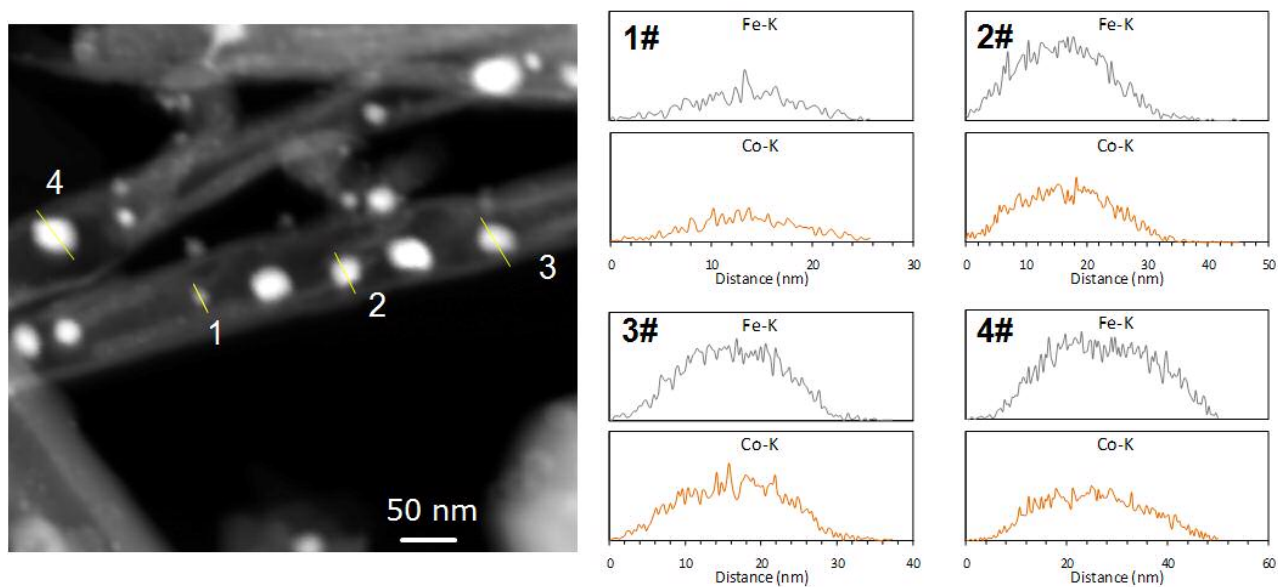 4
1
2
3
50 nm
1#
Fe-K
Co-K
0 10 20 30
Distance (nm)
2#
Fe-K
Co-K
0 10 20 30 40 50
Distance (nm)
3#
Fe-K
Co-K
0 10 20 30 40
Distance (nm)
4#
Fe-K
Co-K
0 20 40 60
Distance (nm)